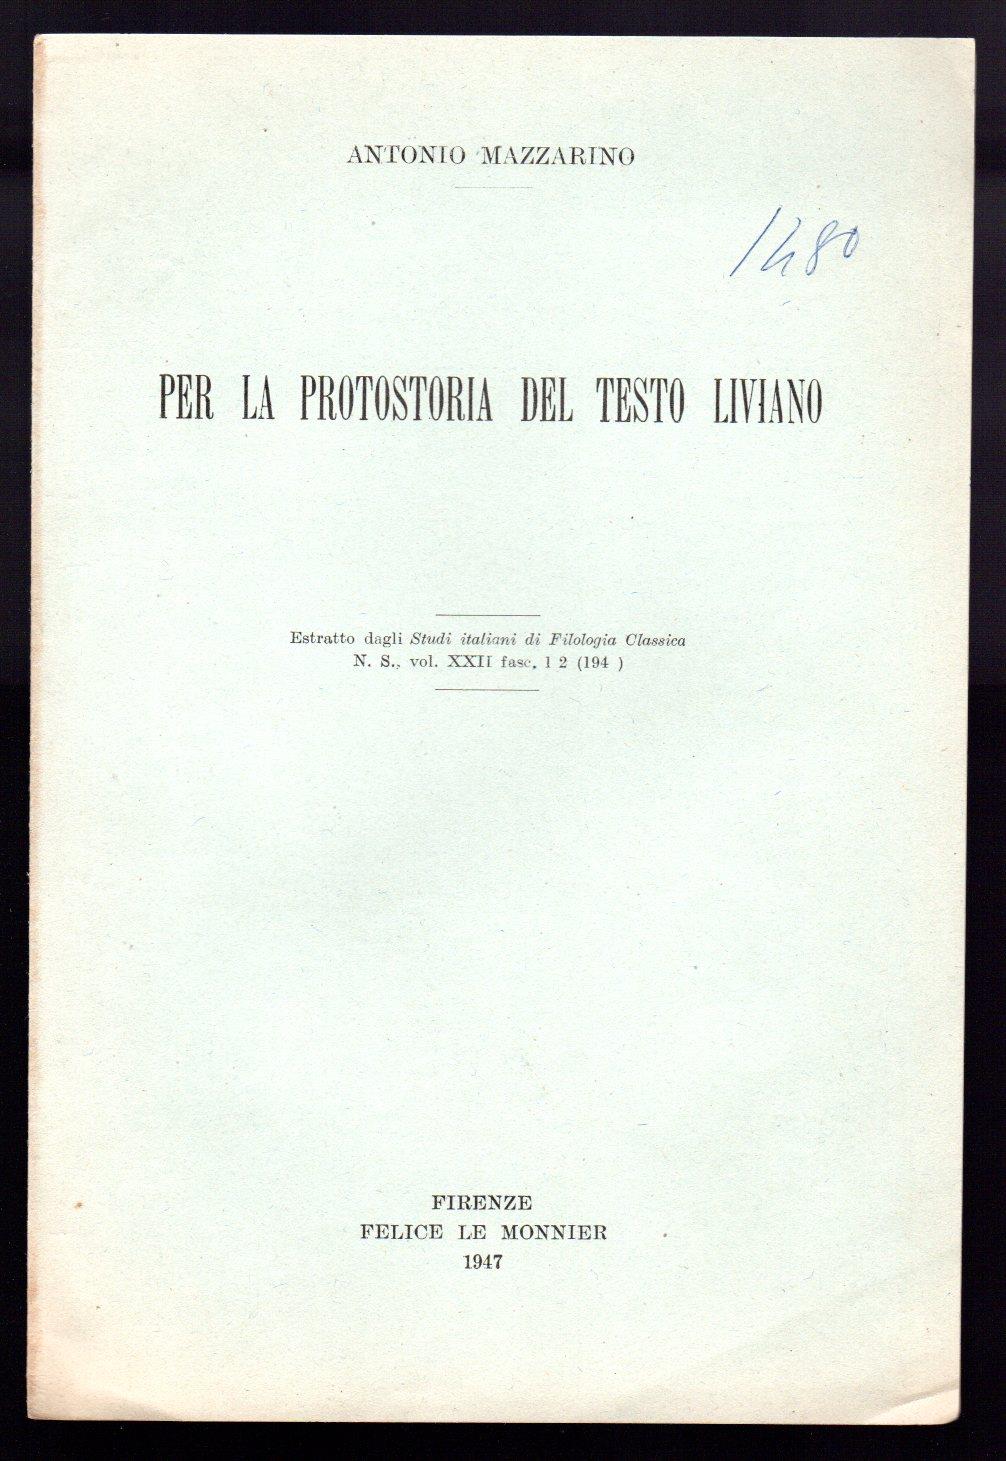 ANTONIO MAZZARINO
1480
PER LA PROTOSTORIA DEL TESTO LIVIANO
Estratto dagli Studi italiani di Filologia Classica
N. S., vol. XXII fasc. 1 2 (194 )
FIRENZE
FELICE LE MONNIER
1947